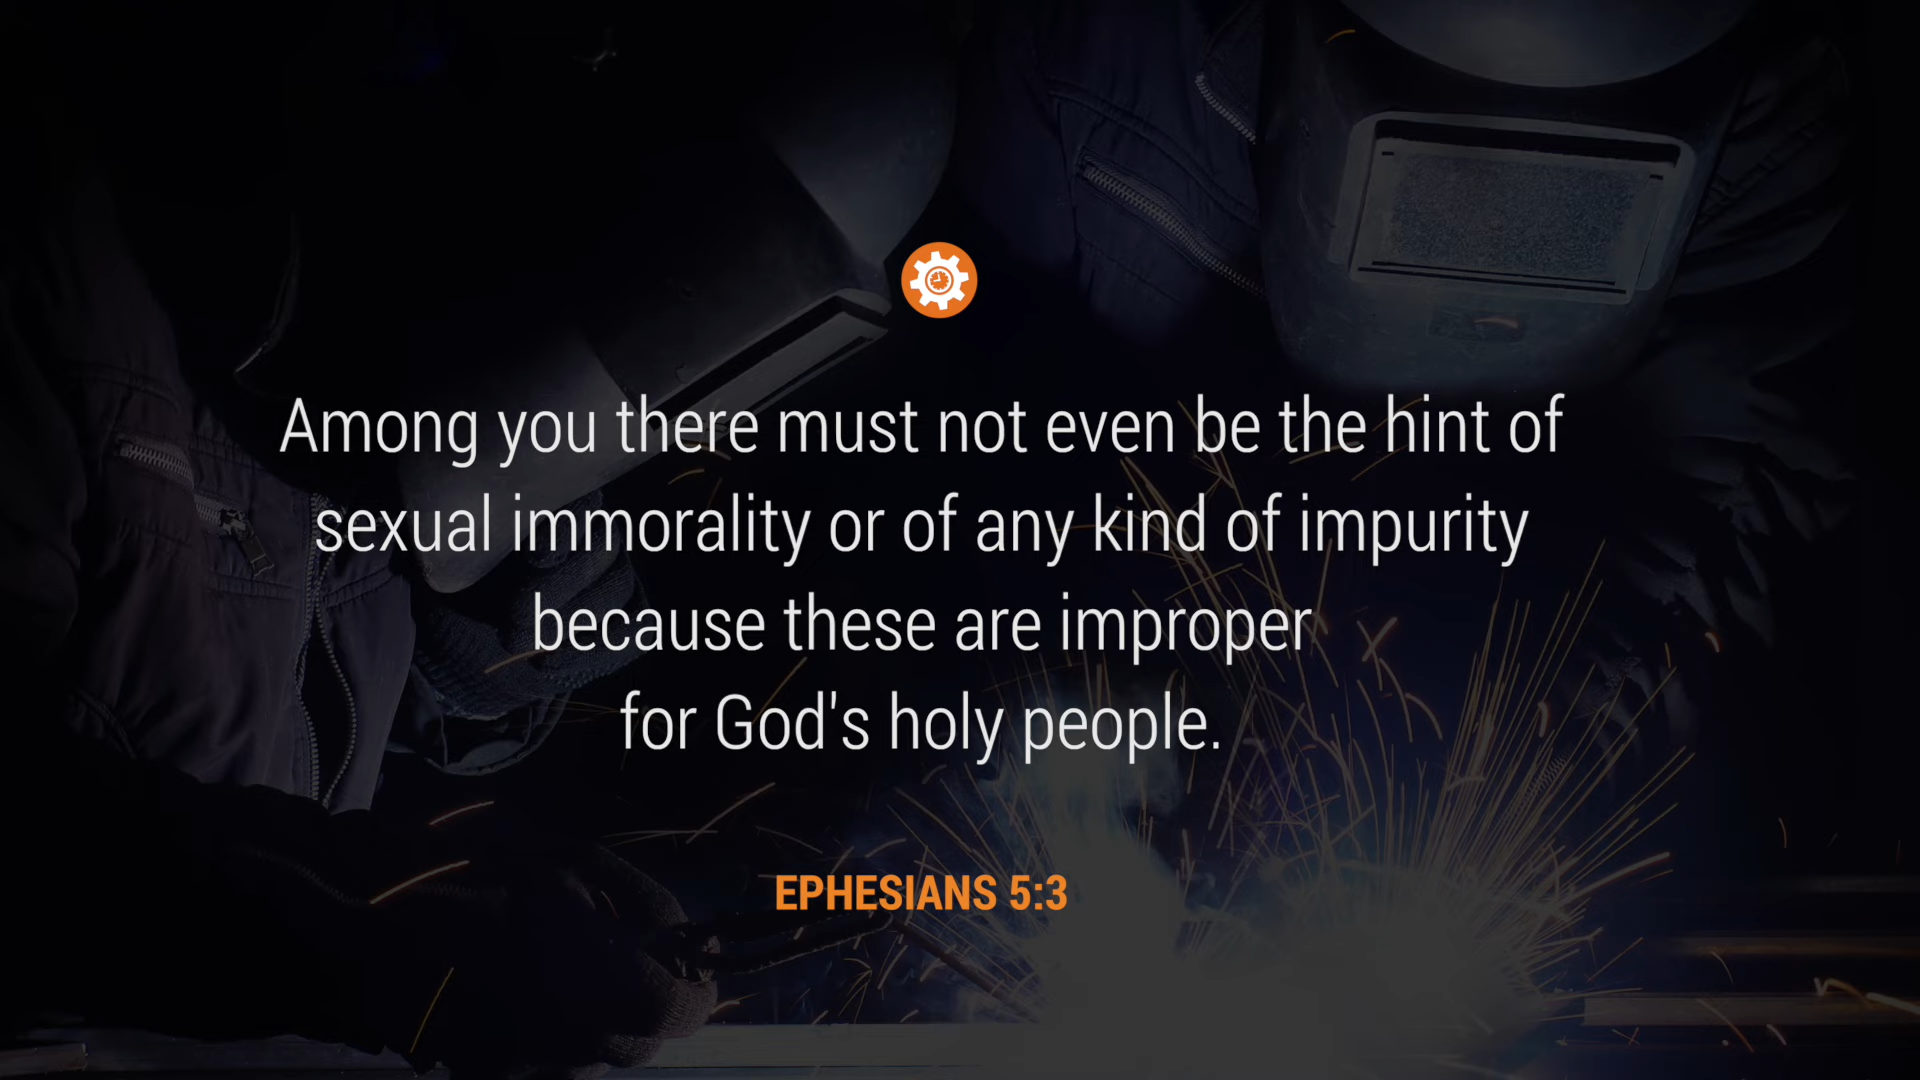 Among you there must not even be the hint of
sexual immorality or of any kind of impurity
because these are improper
for God's holy people.
EPHESIANS 5:3